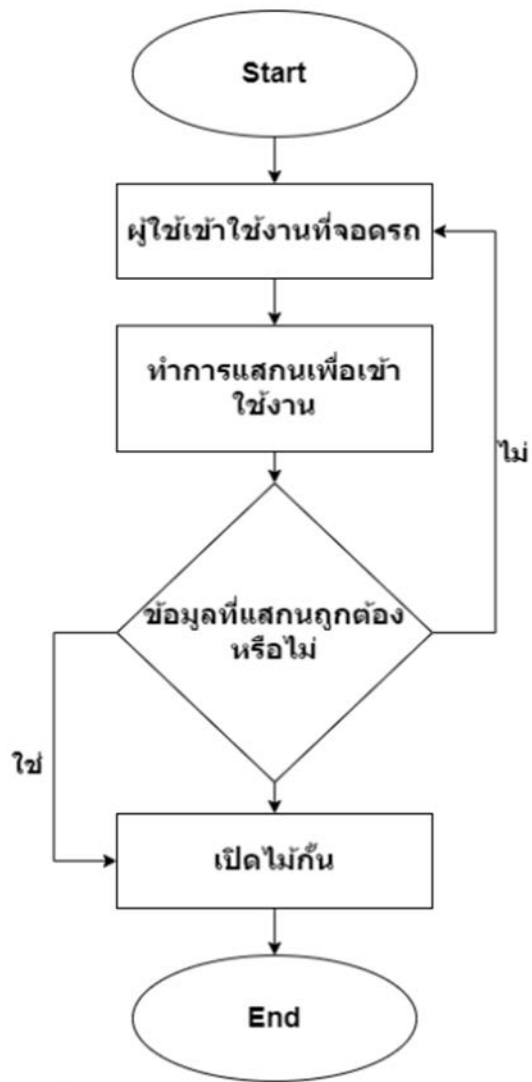 Start
ผู้ใช้เข้าใช้งานที่จอดรถ
ทำการแสกนเพื่อเข้า
ใช้งาน
ไม่
ข้อมูลที่แสกนถูกต้อง
หรือไม่
ใช่
เปิดไม้กั้น
End